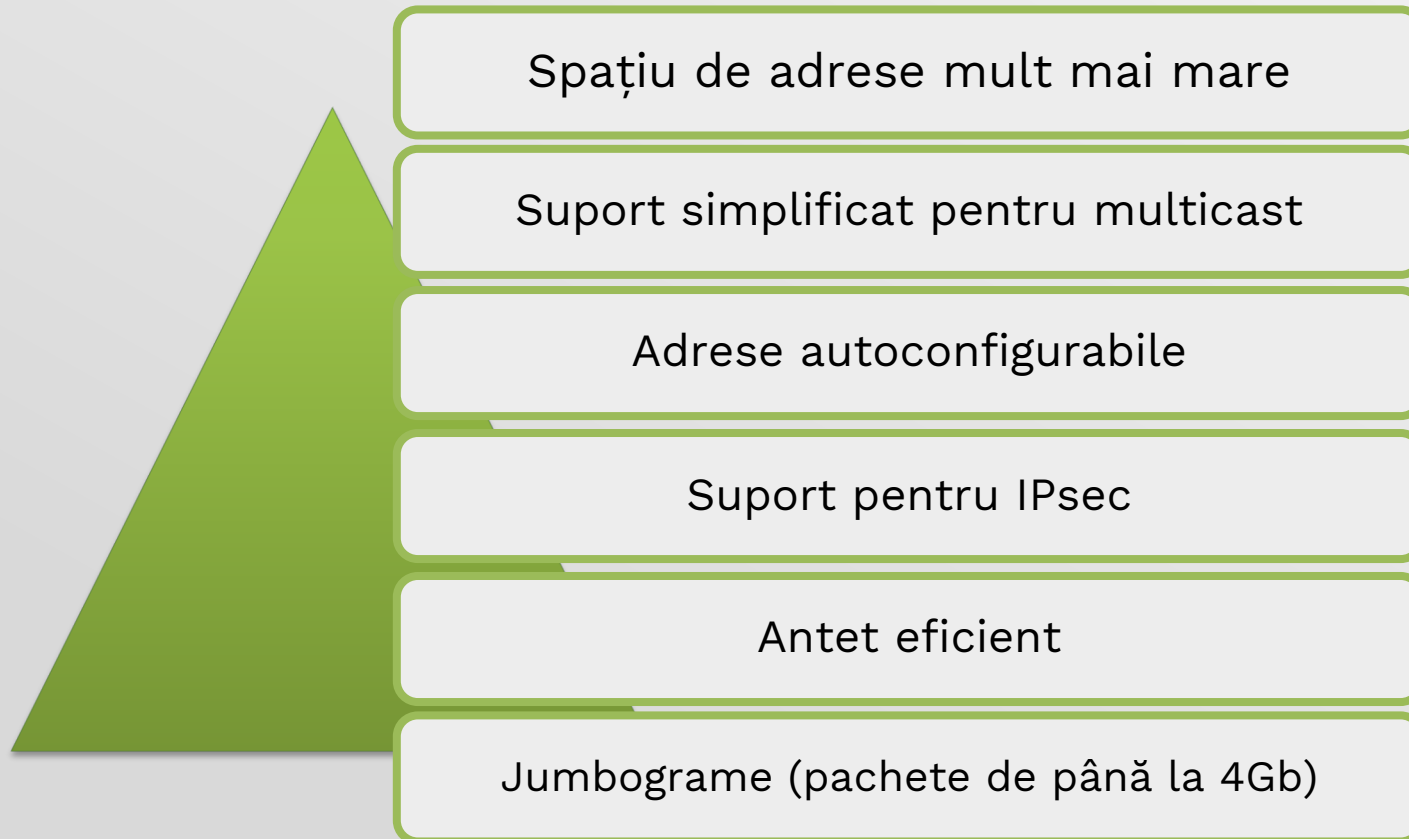 Spațiu de adrese mult mai mare
Suport simplificat pentru multicast
Adrese autoconfigurabile
Suport pentru IPsec
Antet eficient
Jumbograme (pachete de până la 4Gb)